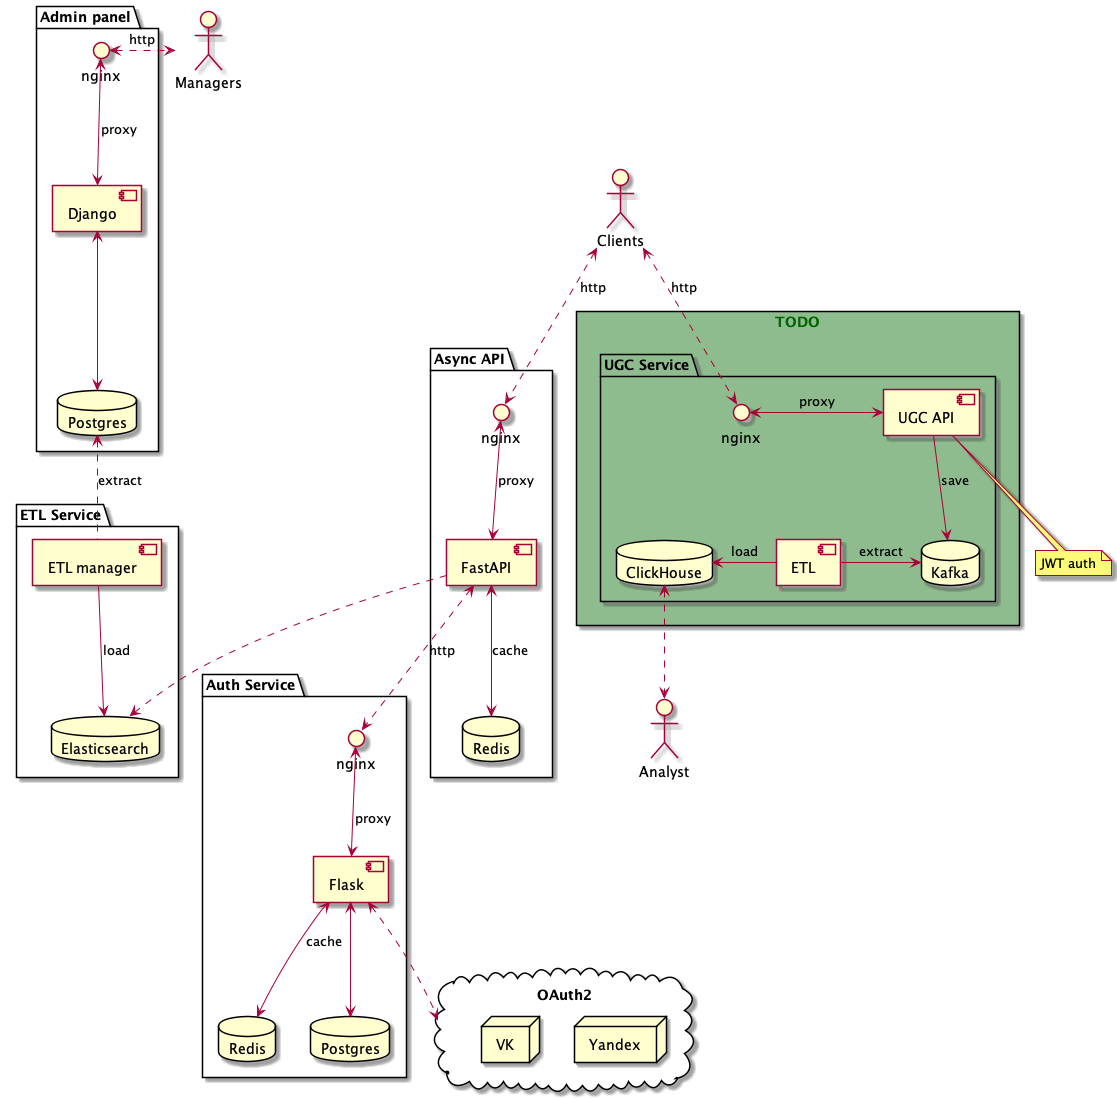 Admin panel
http
nginx
Managers
proxy
Django
Postgres
extract
Clients
http
http
TODO
Async API
UGC Service
nginx
proxy
nginx
proxy
UGC API
save
ETL Service
ETL manager
load
Elasticsearch
FastAPI
http
cache
Redis
ClickHouse
load
ETL
extract
Kafka
JWT auth
Analyst
Auth Service
nginx
proxy
Flask
cache
Redis
Postgres
OAuth2
VK
Yandex